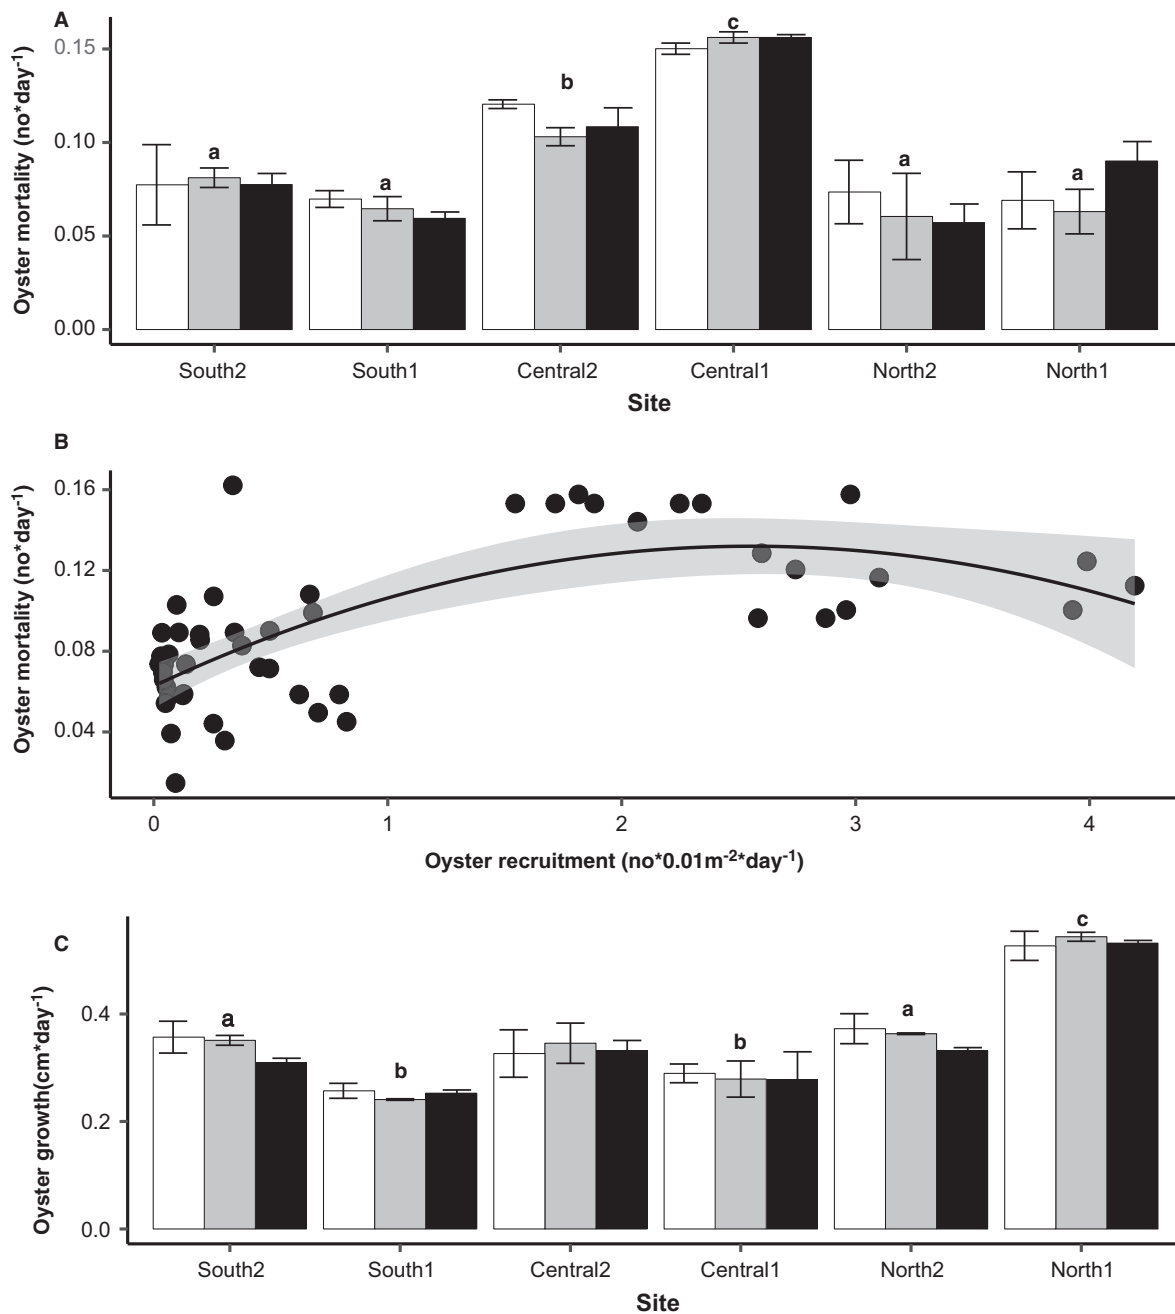 A
Oyster mortality (no*day-1)
0.15
0.10
0.05
0.00
a
a
b
c
a
a
South2 South1 Central2 Central1 North2 North1
Site
B
Oyster mortality (no*day-1)
0.16
0.12
0.08
0.04
0 1 2 3 4
Oyster recruitment (no*0.01m-2*day-1)
C
Oyster growth(cm*day-1)
0.4
0.2
0.0
a
b
b
a
c
South2 South1 Central2 Central1 North2 North1
Site